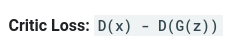 Critic Loss: D(x) - D(G(z))